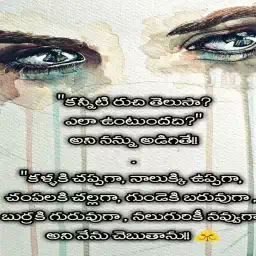 "కన్నీటి రుచి తెలుసా?
ఎలా ఉంటుందది?"
అని నన్ను అడిగితే!!
.
"కళ్ళకి చప్పగా, నాలుక్కి ఉప్పగా,
చంపలకి చల్లగా, గుండెకి బరువుగా ,
బుర్రకి గురువుగా , నలుగురికీ నవ్వుగా
అని నేను చెబుతాను!!